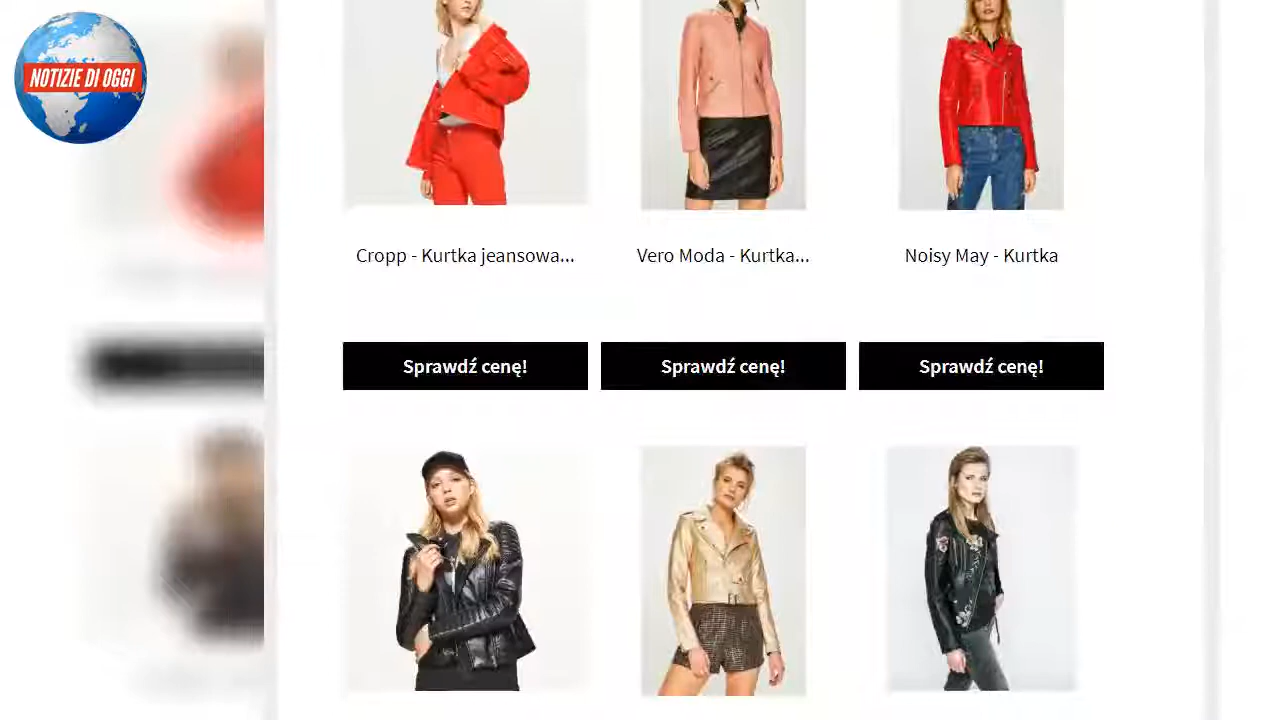 NOTIZIE DI OGGI
Cropp - Kurtka jeansowa...
Vero Moda - Kurtka...
Noisy May - Kurtka
Sprawdź cenę!
Sprawdź cenę!
Sprawdź cenę!